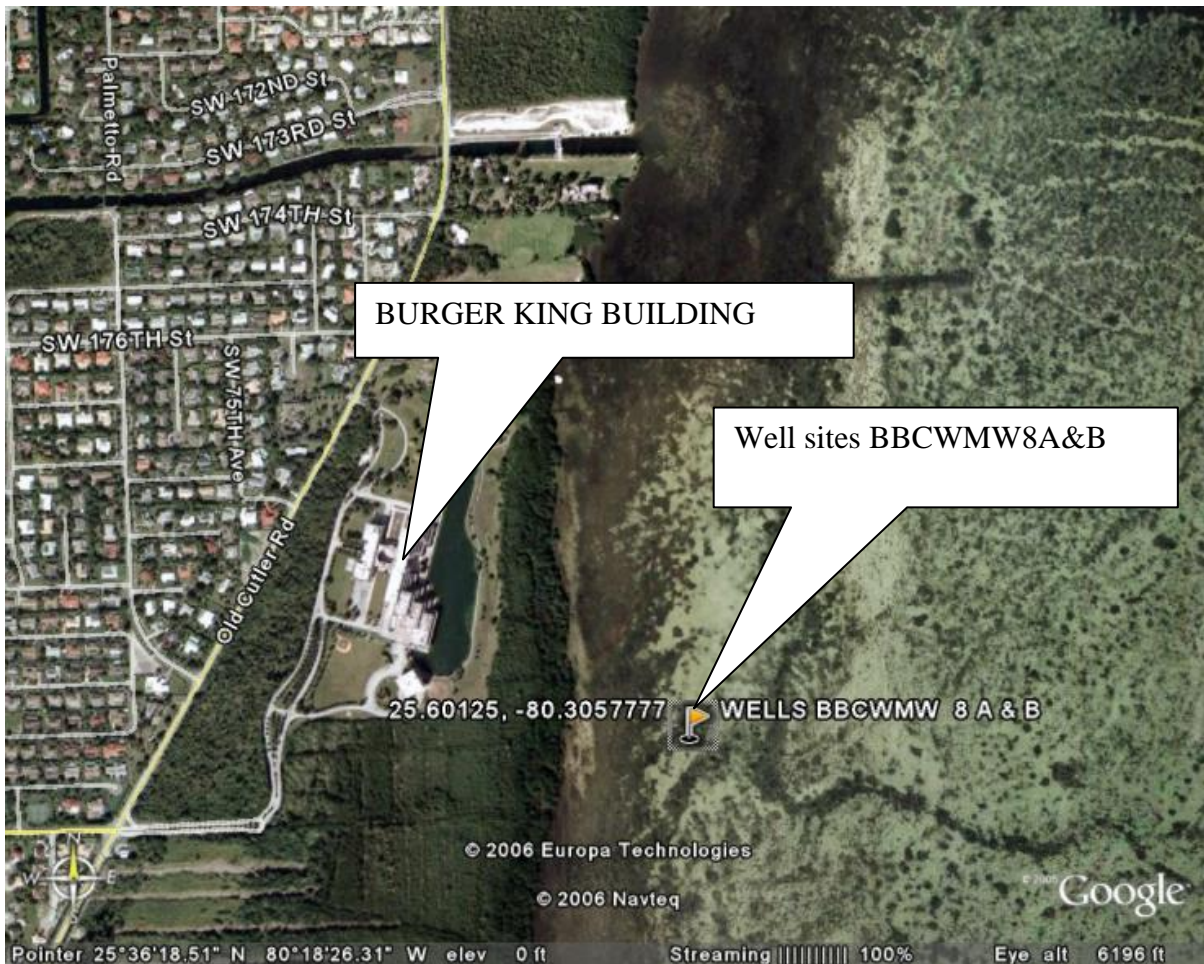 Palmetto Rd
SW 172ND St
SW 173RD St
SW 174TH St
BURGER KING BUILDING
SW 176TH St
SW 75TH Ave
Well sites BBCWMW8A&B
Old Cutler Rd
25.60125, -80.3057777 WELLS BBCWMW 8 A & B
© 2006 Europa Technologies
© 2006 Navteq
N
W E
Google
Pointer 25°36'18.51" N 80°18'26.31" W elev 0 ft Streaming |||||||||| 100% Eye alt 6196 ft